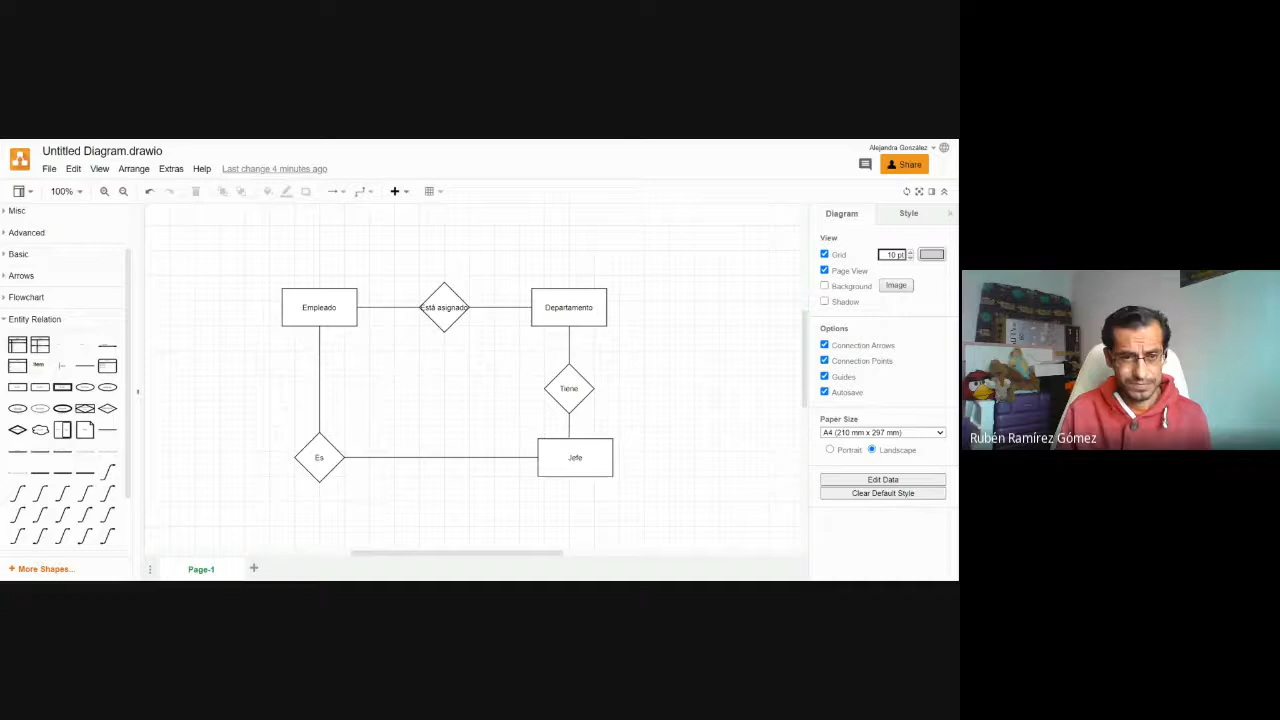 Untitled Diagram.drawio
Alejandra González
File Edit View Arrange Extras Help Last change 4 minutes ago
Share
100%
Misc
Advanced
Basic
Arrows
Flowchart
Entity Relation
More Shapes...
Empleado
Está asignado
Departamento
Tiene
Es
Jefe
Page-1
Diagram Style
View
Grid 10 pt
Page View
Background Image
Shadow
Options
Connection Arrows
Connection Points
Guides
Autosave
Paper Size
A4 (210 mm x 297 mm)
Portrait Landscape
Edit Data
Clear Default Style
Rubén Ramírez Gómez